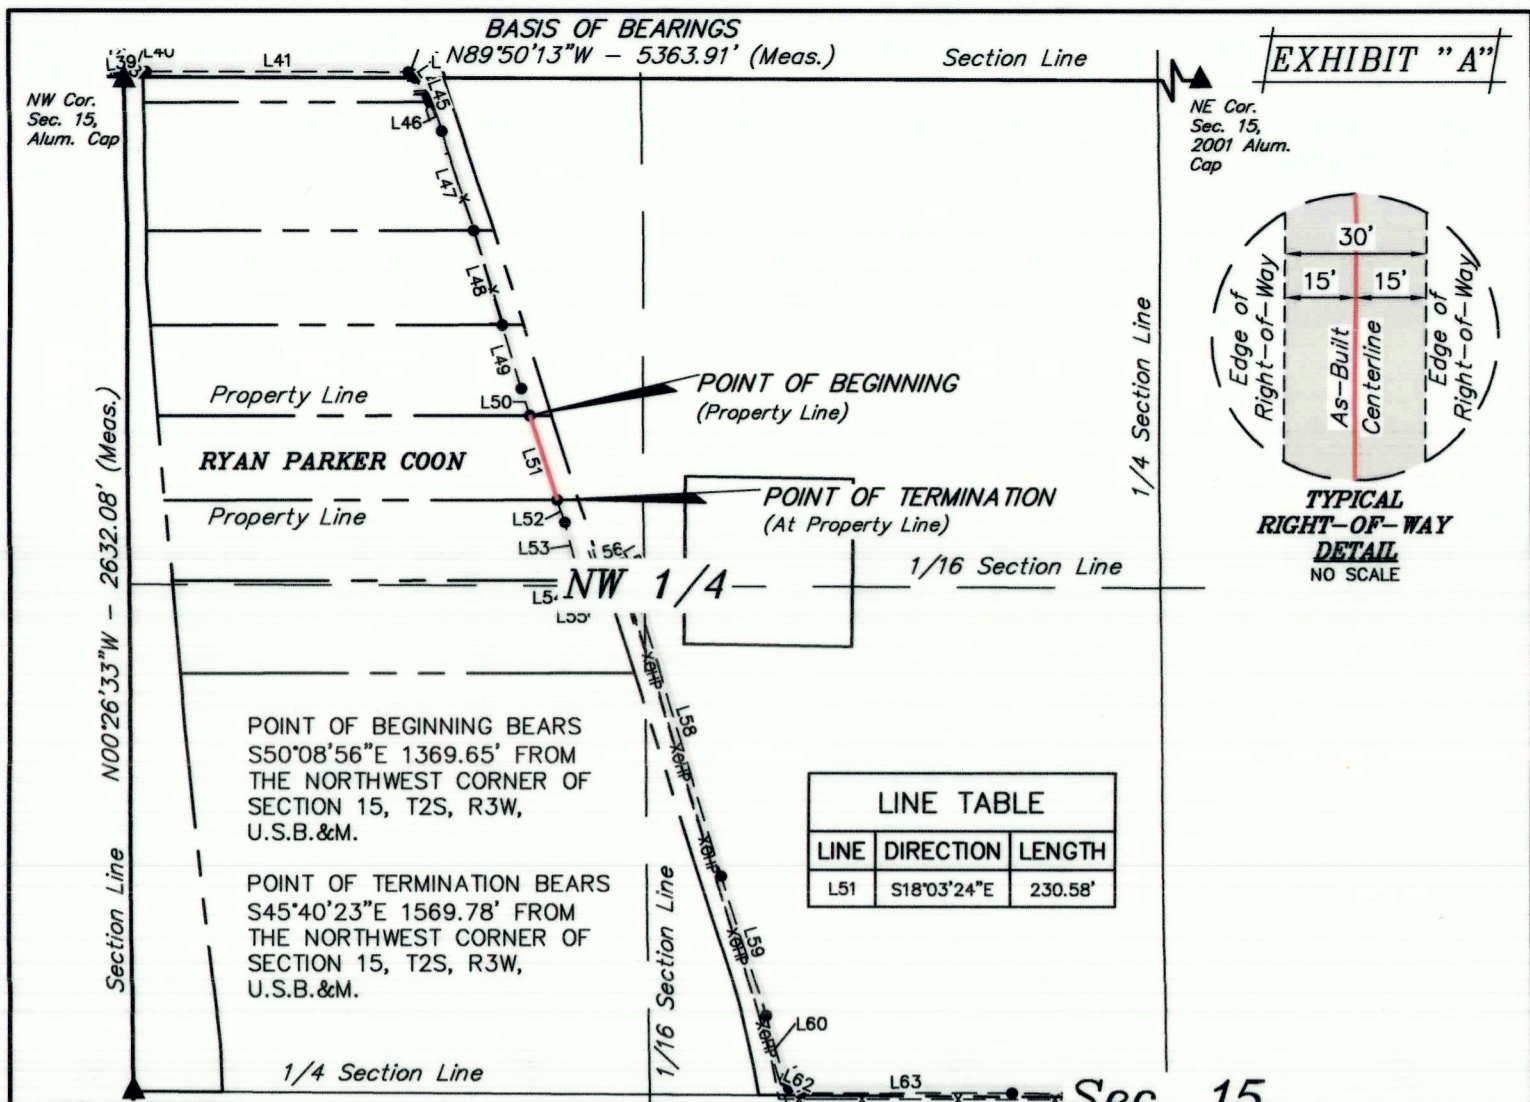 BASIS OF BEARINGS
N89°50'13"W – 5363.91' (Meas.)
Section Line
EXHIBIT "A"
L39
L40
L41
L45
L46
L47
L48
L49
L50
L51
L52
L53
NW Cor.
Sec. 15,
Alum. Cap
NE Cor.
Sec. 15,
2001 Alum.
Cap
30'
15'
15'
Edge of
Right-of-Way
As-Built
Centerline
Edge of
Right-of-Way
TYPICAL
RIGHT-OF-WAY
DETAIL
NO SCALE
1/4 Section Line
Property Line
POINT OF BEGINNING
(Property Line)
RYAN PARKER COON
Property Line
POINT OF TERMINATION
(At Property Line)
1/16 Section Line
NW 1/4
L55
56
N00°26'33"W – 2632.08' (Meas.)
Section Line
POINT OF BEGINNING BEARS
S50°08'56"E 1369.65' FROM
THE NORTHWEST CORNER OF
SECTION 15, T2S, R3W,
U.S.B.&M.
POINT OF TERMINATION BEARS
S45°40'23"E 1569.78' FROM
THE NORTHWEST CORNER OF
SECTION 15, T2S, R3W,
U.S.B.&M.
LINE TABLE
LINE DIRECTION LENGTH
L51 S18°03'24"E 230.58'
XOHP
L58
XOHP
XOHP
L59
XOHP
XOHP
L60
1/16 Section Line
1/4 Section Line
L62
L63
Sec. 15